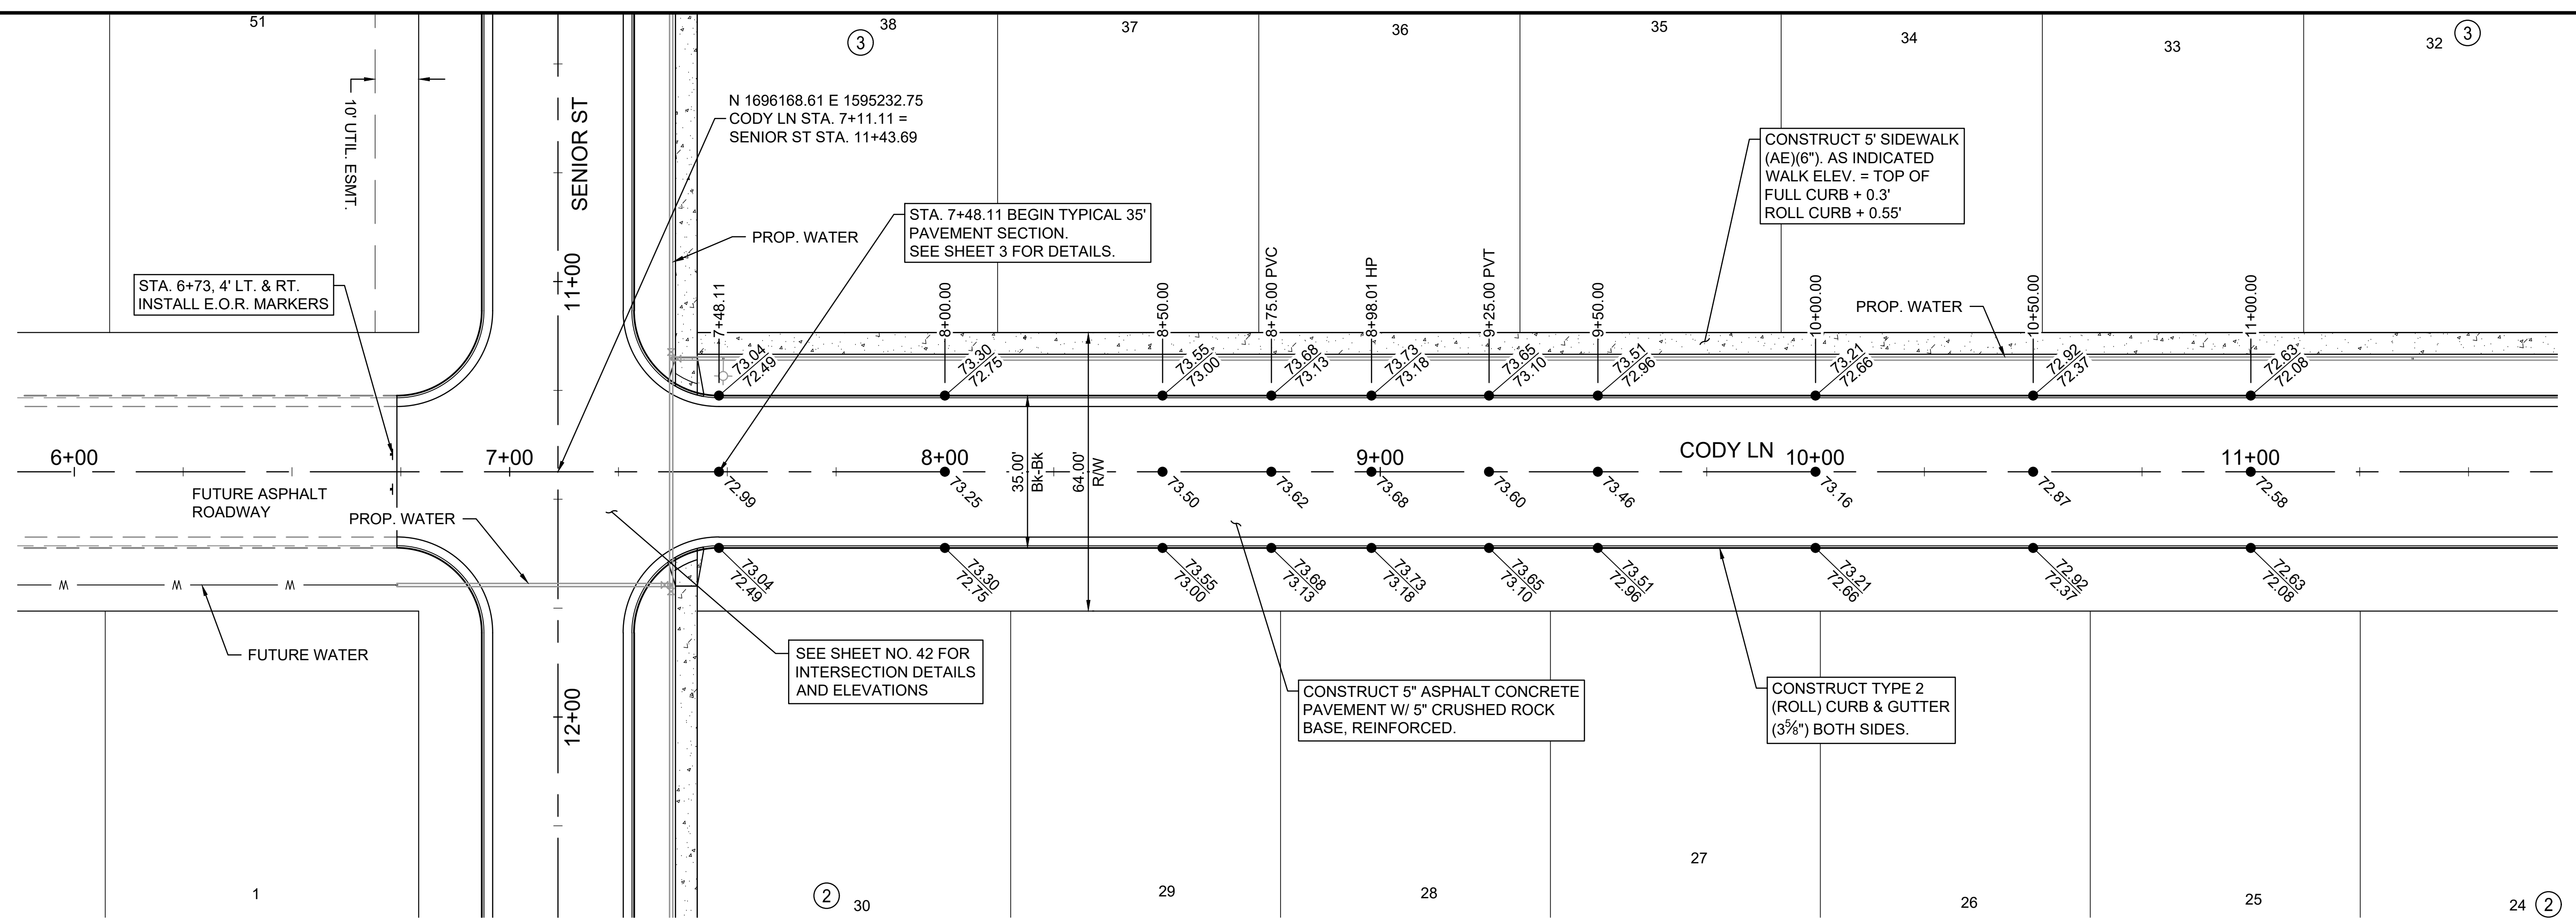 51
38
3
37
36
35
34
33
32
3
10' UTIL. ESMT.
SENIOR ST
11+00
12+00
N 1696168.61 E 1595232.75
CODY LN STA. 7+11.11 =
SENIOR ST STA. 11+43.69
CONSTRUCT 5' SIDEWALK
(AE)(6"). AS INDICATED
WALK ELEV. = TOP OF
FULL CURB + 0.3'
ROLL CURB + 0.55'
STA. 7+48.11 BEGIN TYPICAL 35'
PAVEMENT SECTION.
SEE SHEET 3 FOR DETAILS.
PROP. WATER
STA. 6+73, 4' LT. & RT.
INSTALL E.O.R. MARKERS
PROP. WATER
7+48.11
8+00.00
8+50.00
8+75.00 PVC
8+98.01 HP
9+25.00 PVT
9+50.00
10+00.00
10+50.00
11+00.00
73.04
72.49
73.30
72.75
73.55
73.00
73.68
73.13
73.73
73.18
73.65
73.10
73.51
72.96
73.21
72.66
72.92
72.37
72.63
72.08
6+00
7+00
8+00
9+00
CODY LN
10+00
11+00
35.00'
Bk-Bk
64.00'
R/W
72.99
73.25
73.50
73.62
73.68
73.60
73.46
73.16
72.87
72.58
FUTURE ASPHALT
ROADWAY
PROP. WATER
73.04
72.49
73.30
72.75
73.55
73.00
73.68
73.13
73.73
73.18
73.65
73.10
73.51
72.96
73.21
72.66
72.92
72.37
72.63
72.08
W W W
FUTURE WATER
SEE SHEET NO. 42 FOR
INTERSECTION DETAILS
AND ELEVATIONS
CONSTRUCT 5" ASPHALT CONCRETE
PAVEMENT W/ 5" CRUSHED ROCK
BASE, REINFORCED.
CONSTRUCT TYPE 2
(ROLL) CURB & GUTTER
(3⅝") BOTH SIDES.
1
2
30
29
28
27
26
25
24
2